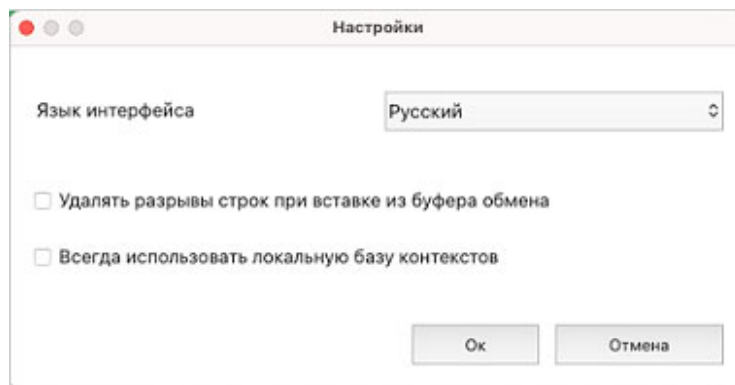 Настройки
Язык интерфейса Русский
Удалять разрывы строк при вставке из буфера обмена
Всегда использовать локальную базу контекстов
Ок Отмена